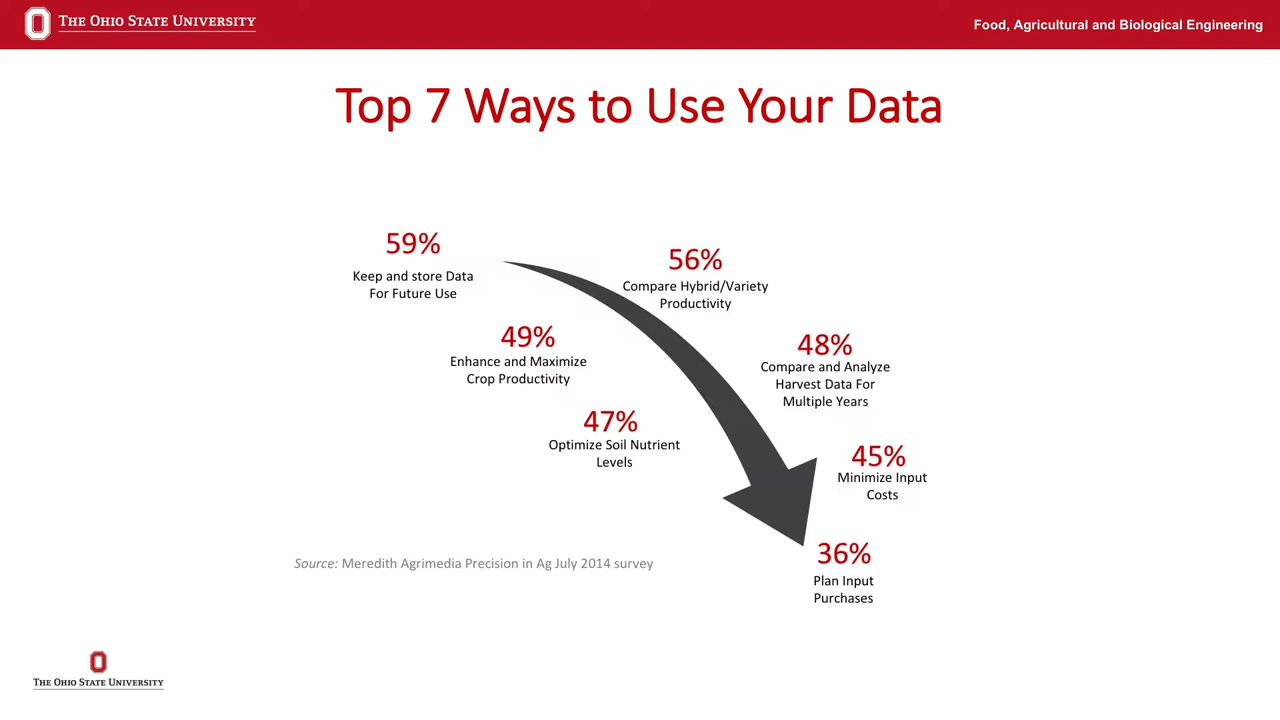 THE OHIO STATE UNIVERSITY
Food, Agricultural and Biological Engineering
Top 7 Ways to Use Your Data
59%
Keep and store Data
For Future Use
56%
Compare Hybrid/Variety
Productivity
49%
Enhance and Maximize
Crop Productivity
48%
Compare and Analyze
Harvest Data For
Multiple Years
47%
Optimize Soil Nutrient
Levels
45%
Minimize Input
Costs
36%
Plan Input
Purchases
Source: Meredith Agrimedia Precision in Ag July 2014 survey
THE OHIO STATE UNIVERSITY